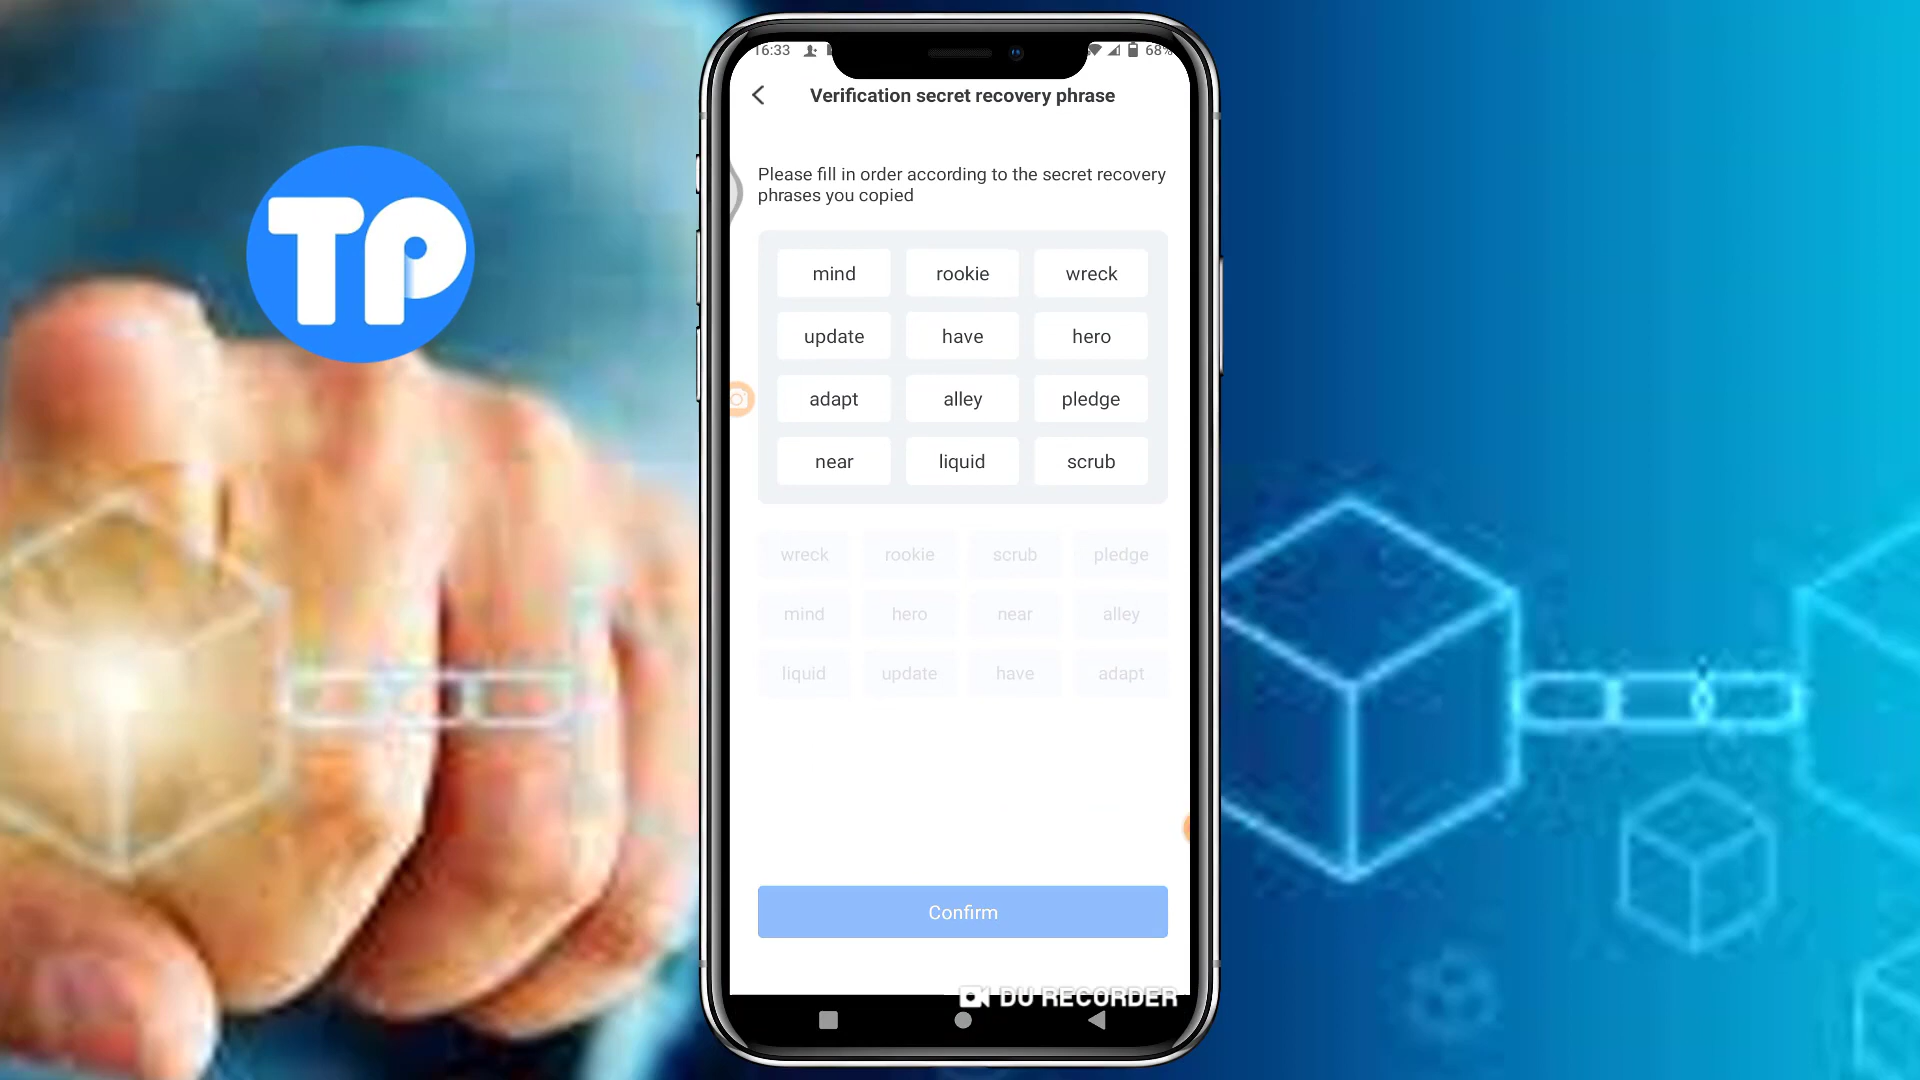 TP
16:33 68%
Verification secret recovery phrase
Please fill in order according to the secret recovery
phrases you copied
mind rookie wreck
update have hero
adapt alley pledge
near liquid scrub
wreck rookie scrub pledge
mind hero near alley
liquid update have adapt
Confirm
DU RECORDER